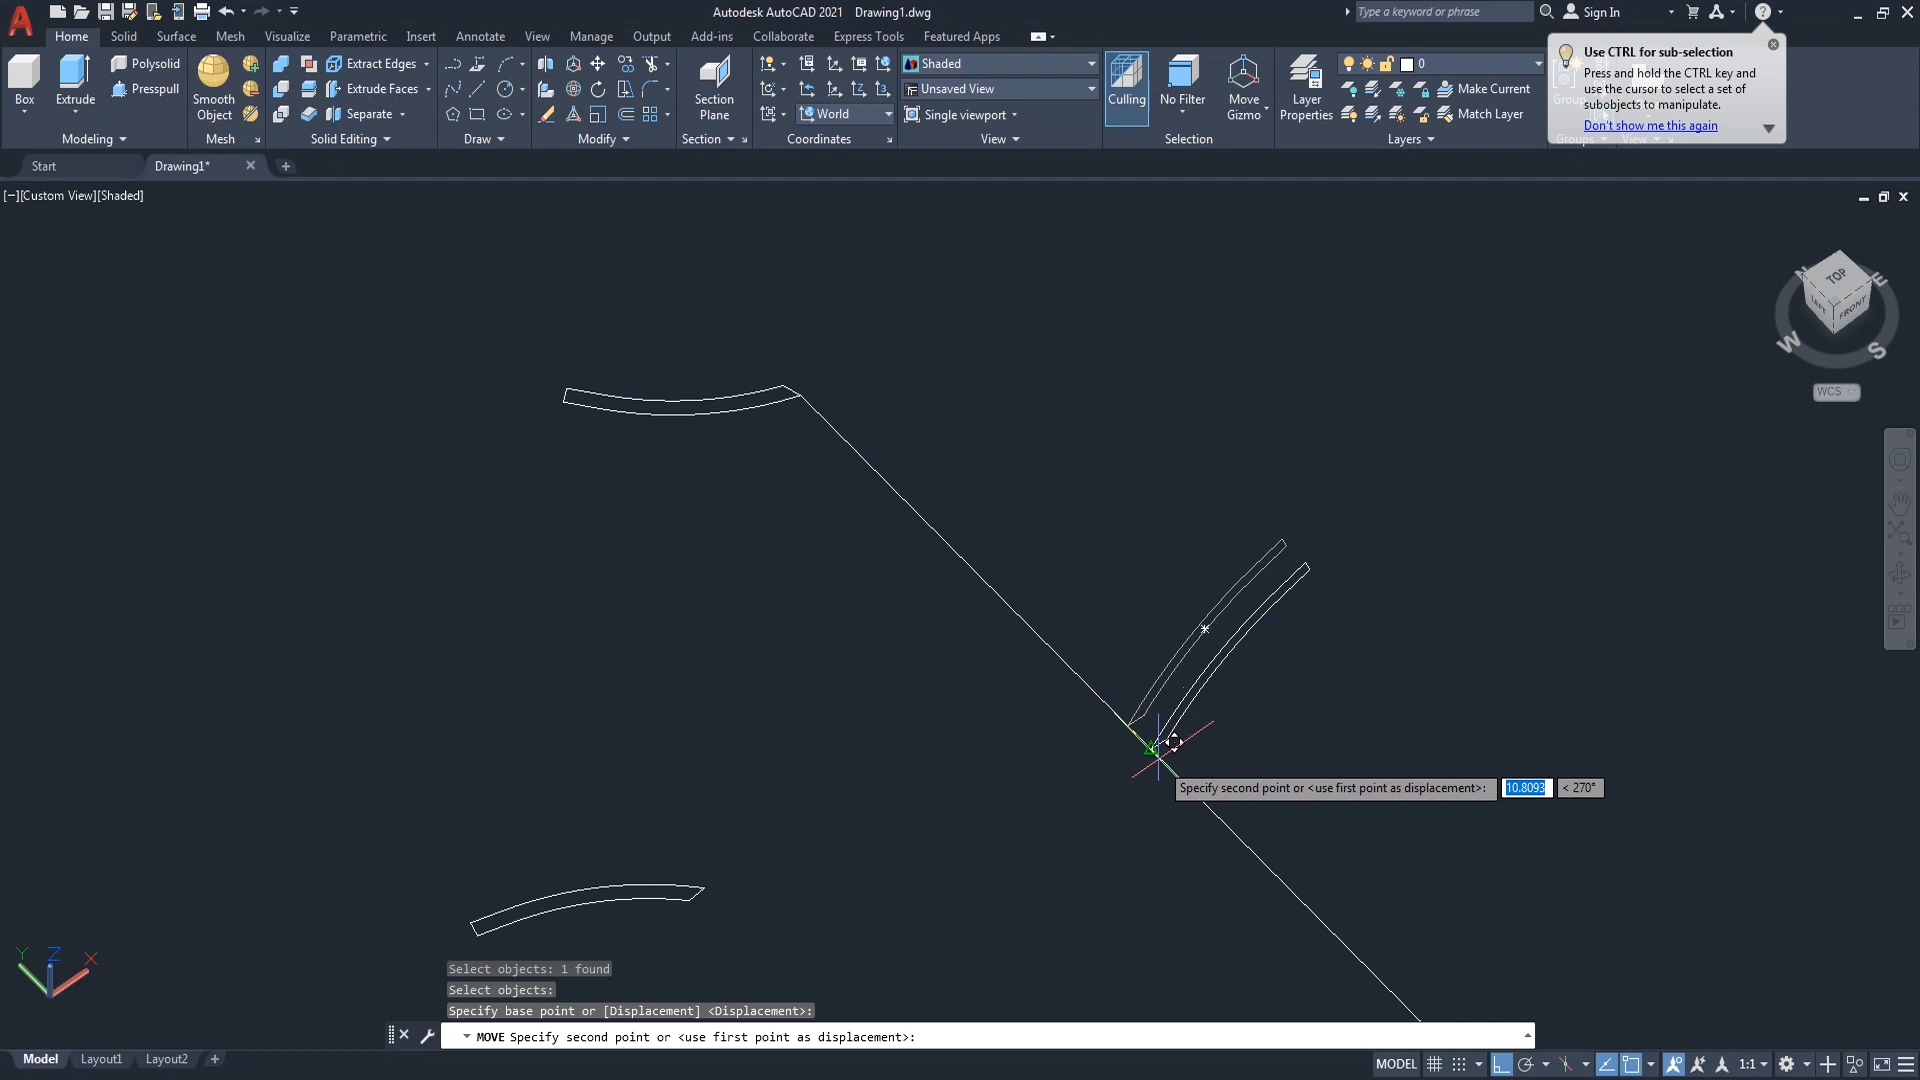 Autodesk AutoCAD 2021 Drawing1.dwg
Type a keyword or phrase
Sign In
Home Solid Surface Mesh Visualize Parametric Insert Annotate View Manage Output Add-ins Collaborate Express Tools Featured Apps
Box
Extrude
Polysolid
Presspull
Modeling
Smooth
Object
Mesh
Extract Edges
Extrude Faces
Separate
Solid Editing
Draw
Modify
Section
Plane
Section
World
Coordinates
Shaded
Unsaved View
Single viewport
View
Culling
No Filter
Move
Gizmo
Selection
Layer
Properties
0
Make Current
Match Layer
Layers
Groups
View
Use CTRL for sub-selection
Press and hold the CTRL key and
use the cursor to select a set of
subobjects to manipulate.
Don't show me this again
Start
Drawing1*
[−][Custom View][Shaded]
TOP
LEFT
FRONT
N
E
W
S
WCS
Specify second point or <use first point as displacement>: 10.8093 < 270°
Y
Z
X
Select objects: 1 found
Select objects:
Specify base point or [Displacement] <Displacement>:
MOVE Specify second point or <use first point as displacement>:
Model Layout1 Layout2
MODEL
1:1